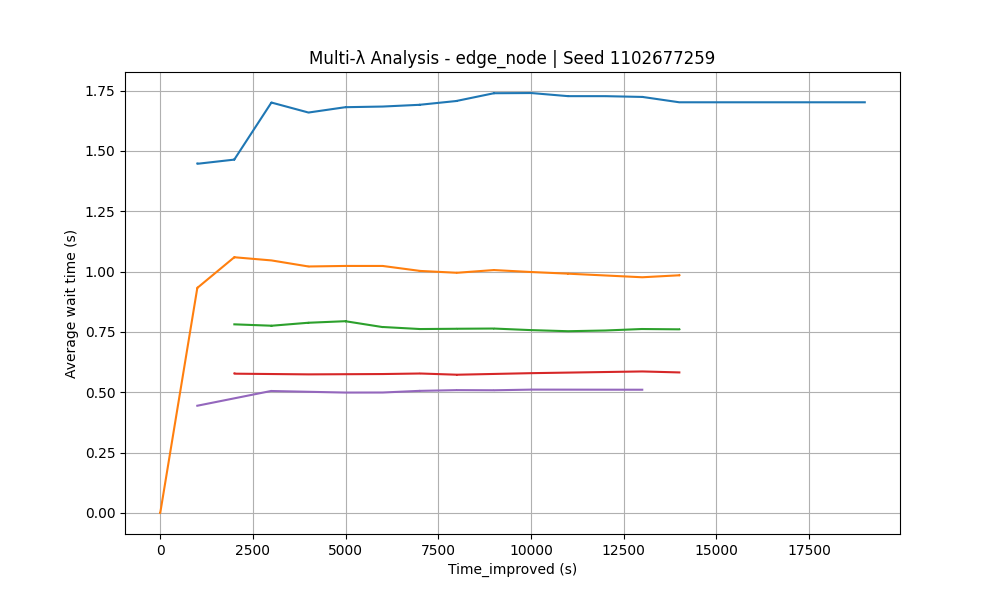 Multi-λ Analysis - edge_node | Seed 1102677259
Average wait time (s)
1.75
1.50
1.25
1.00
0.75
0.50
0.25
0.00
0 2500 5000 7500 10000 12500 15000 17500
Time_improved (s)